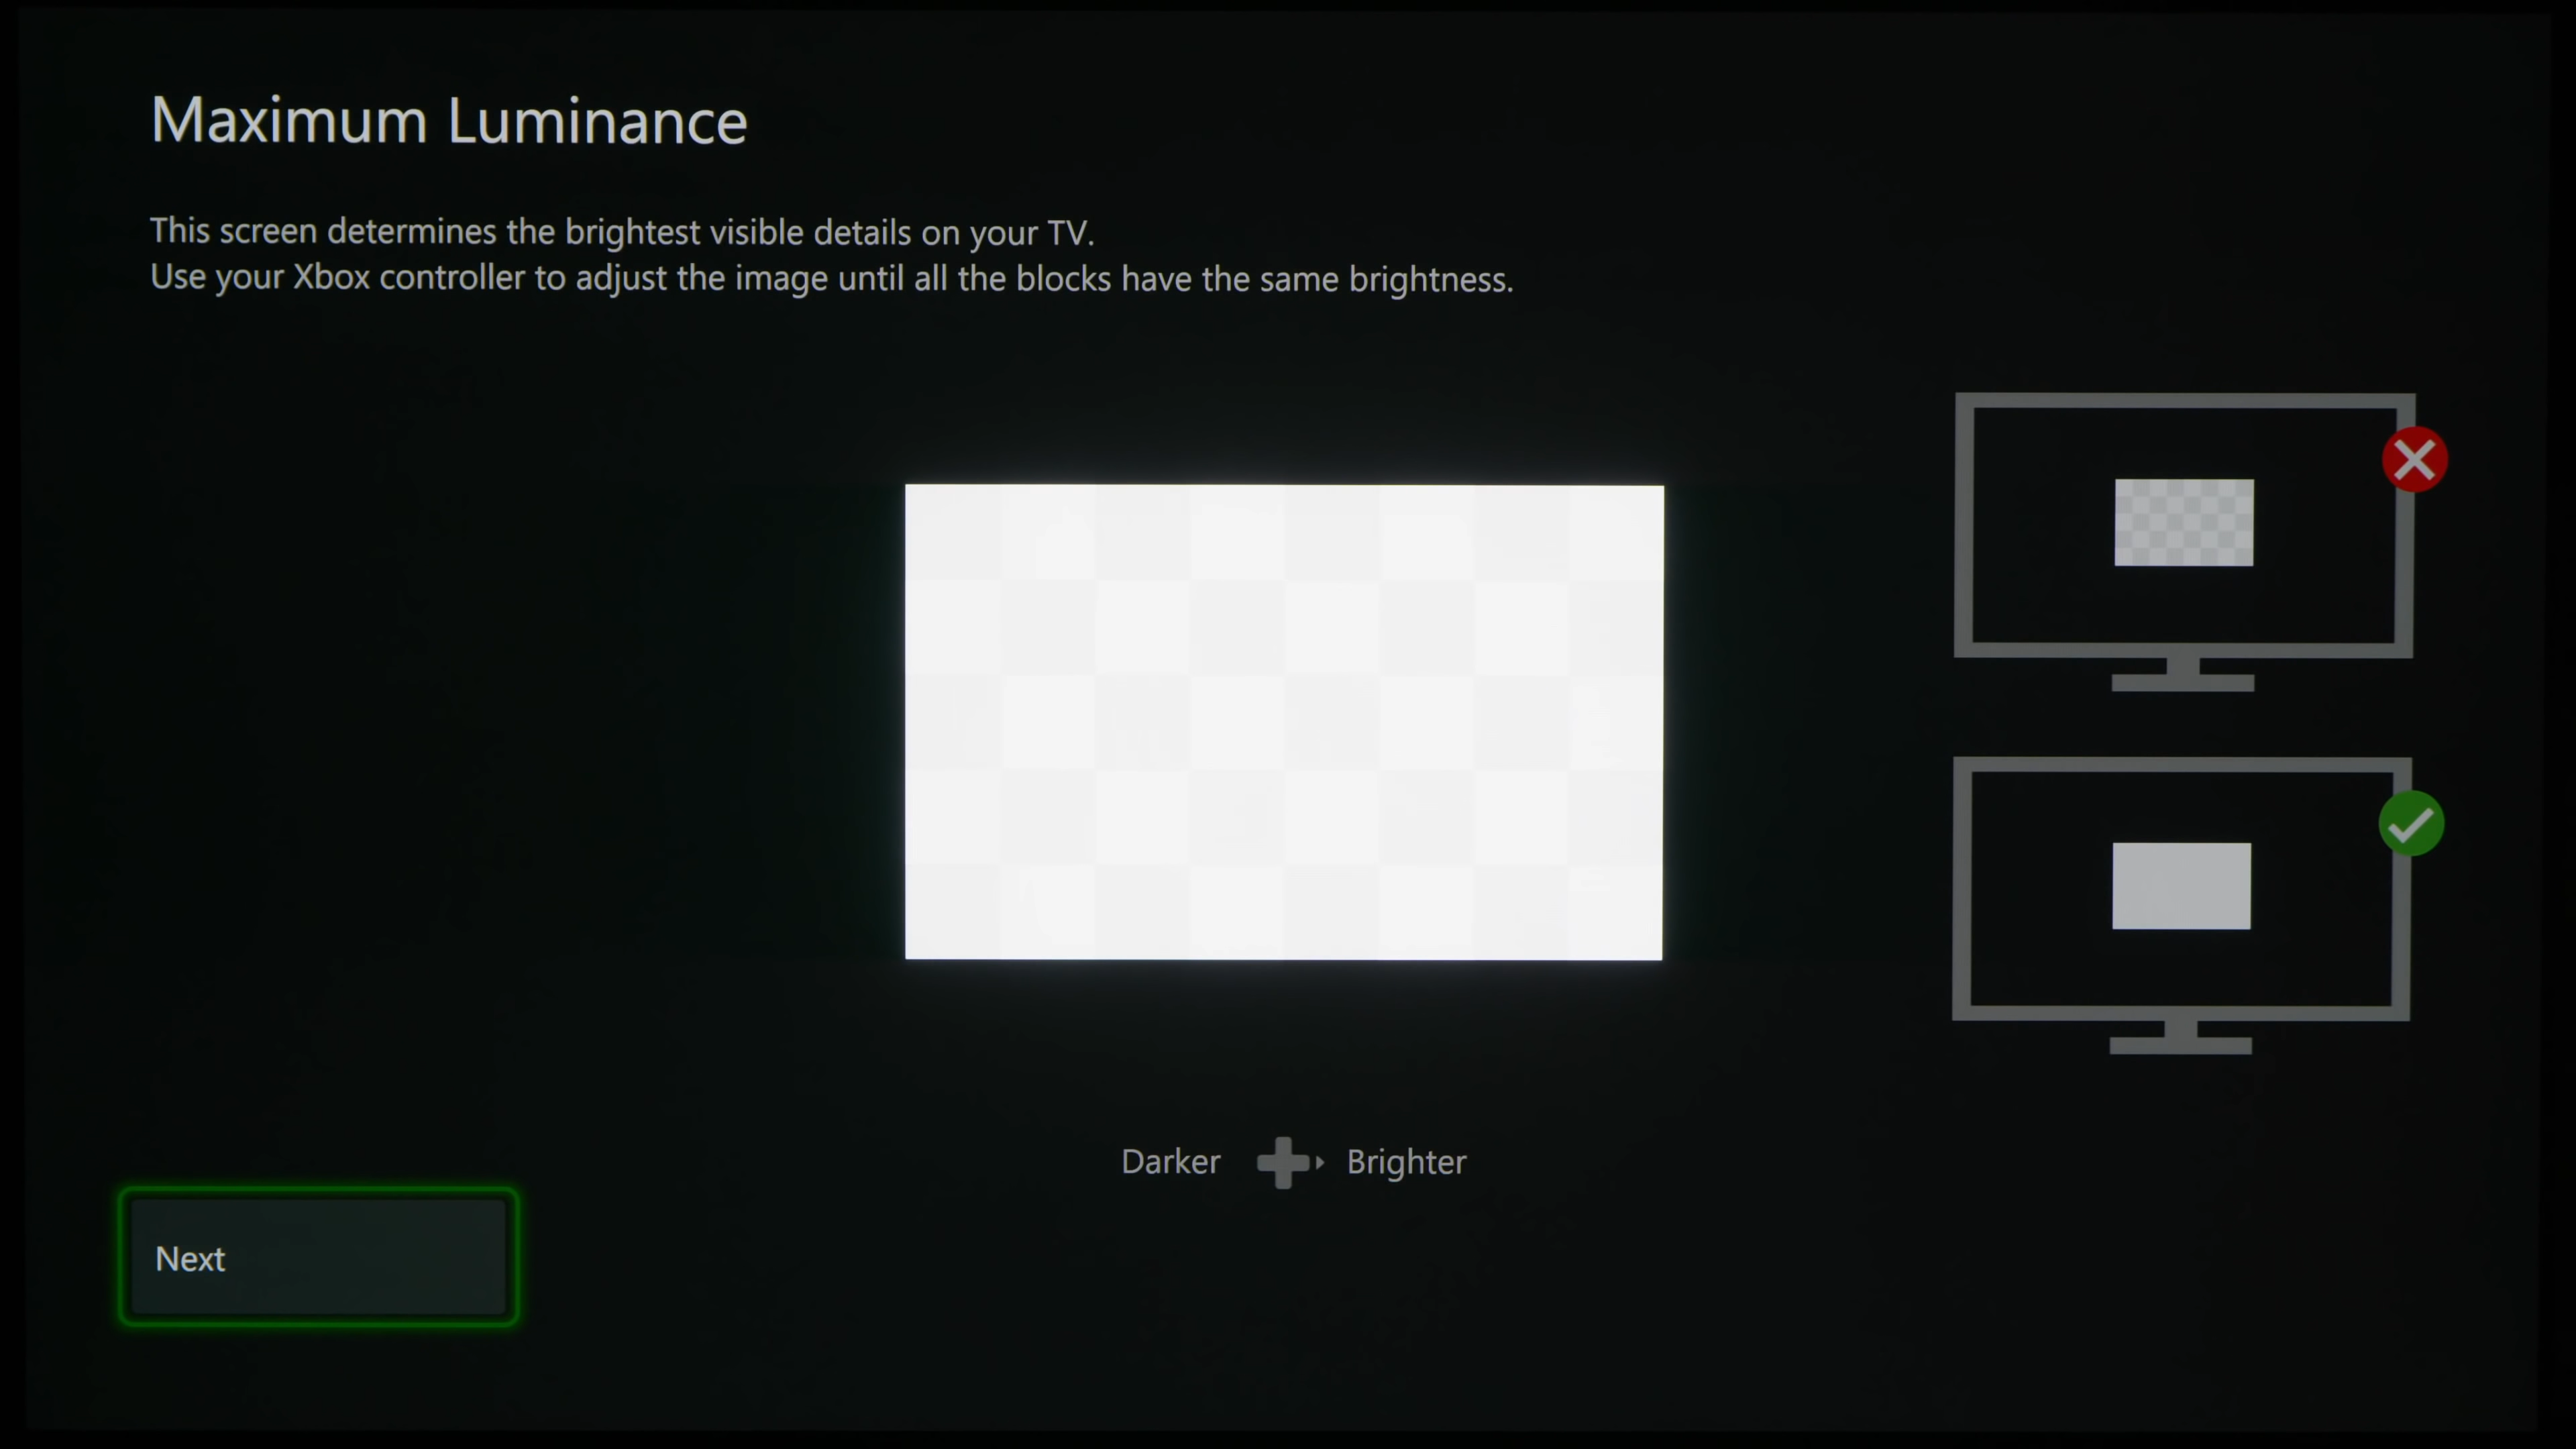 Maximum Luminance
This screen determines the brightest visible details on your TV.
Use your Xbox controller to adjust the image until all the blocks have the same brightness.
Darker Brighter
Next